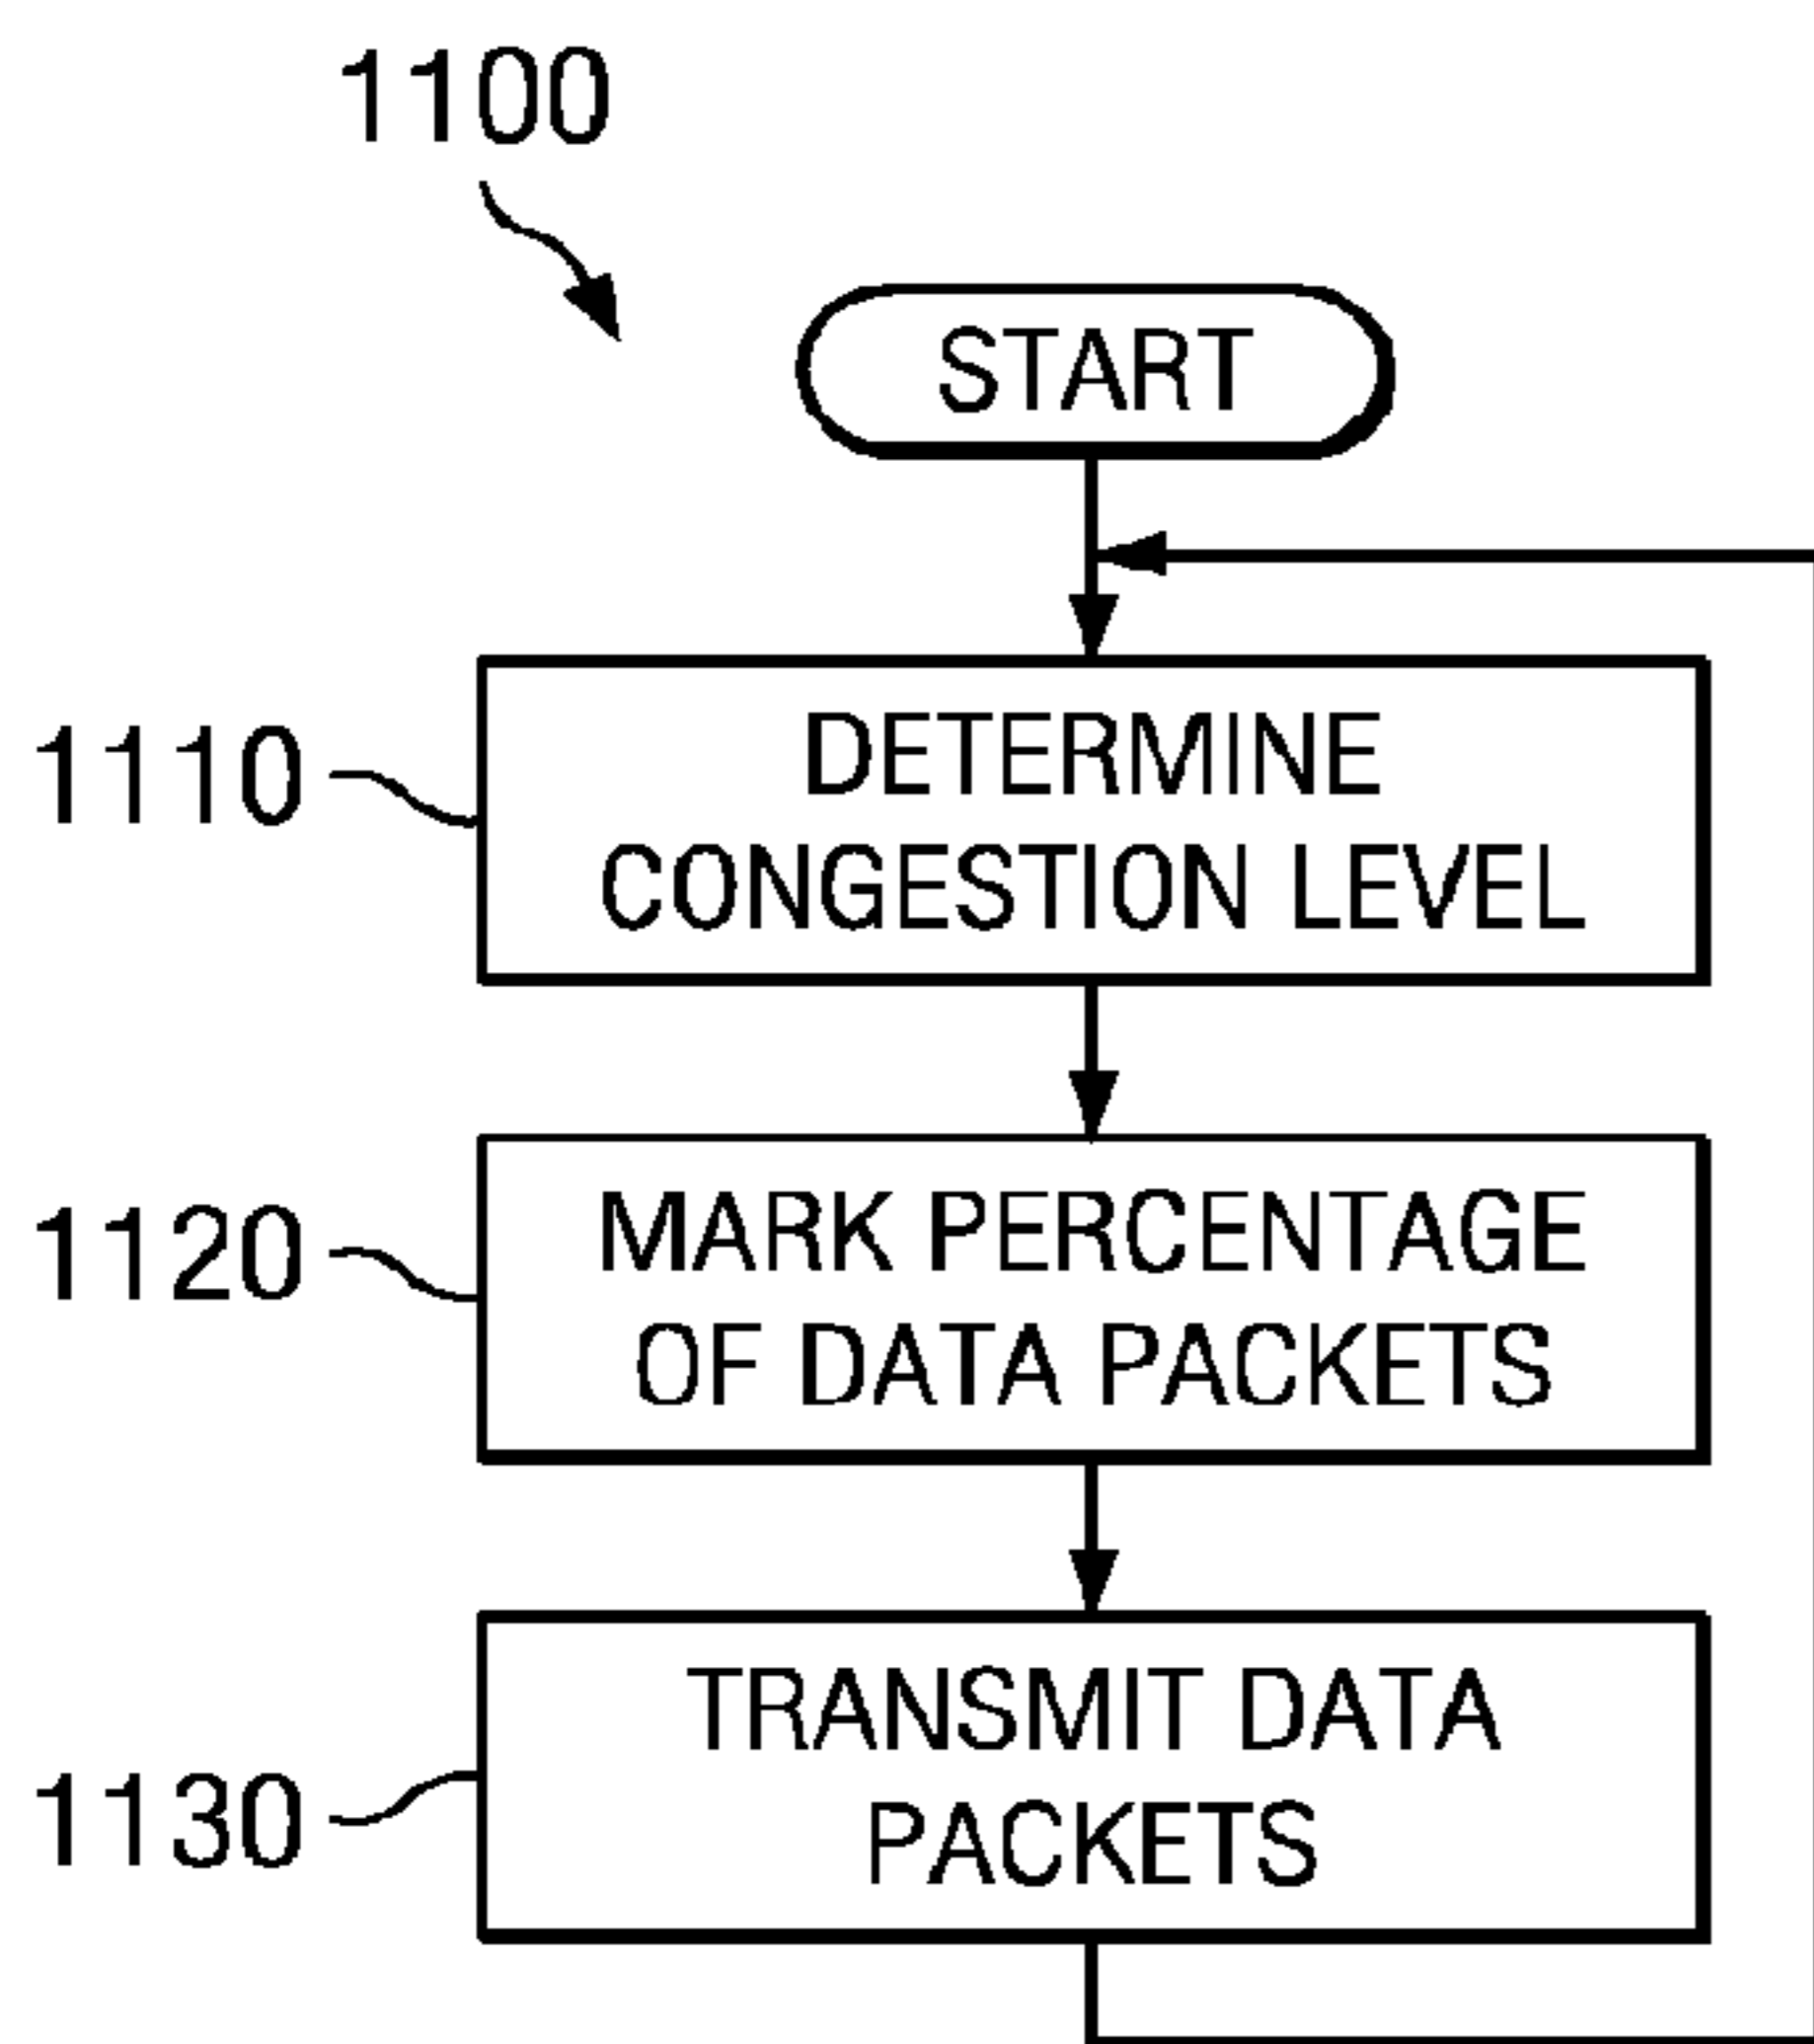 1100
START
1110
DETERMINE
CONGESTION LEVEL
1120
MARK PERCENTAGE
OF DATA PACKETS
1130
TRANSMIT DATA
PACKETS